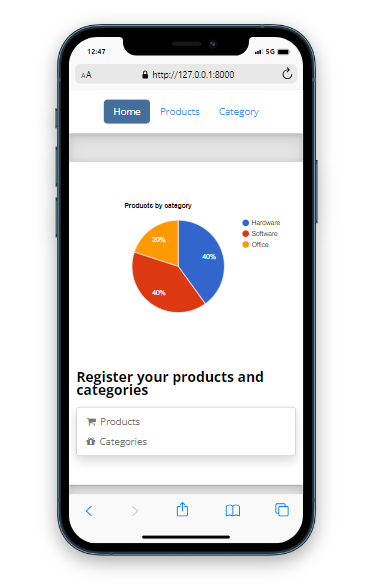 12:47
5G
AA
http://127.0.0.1:8000
Home Products Category
Products by category
Hardware
Software
Office
20%
40%
40%
Register your products and
categories
Products
Categories